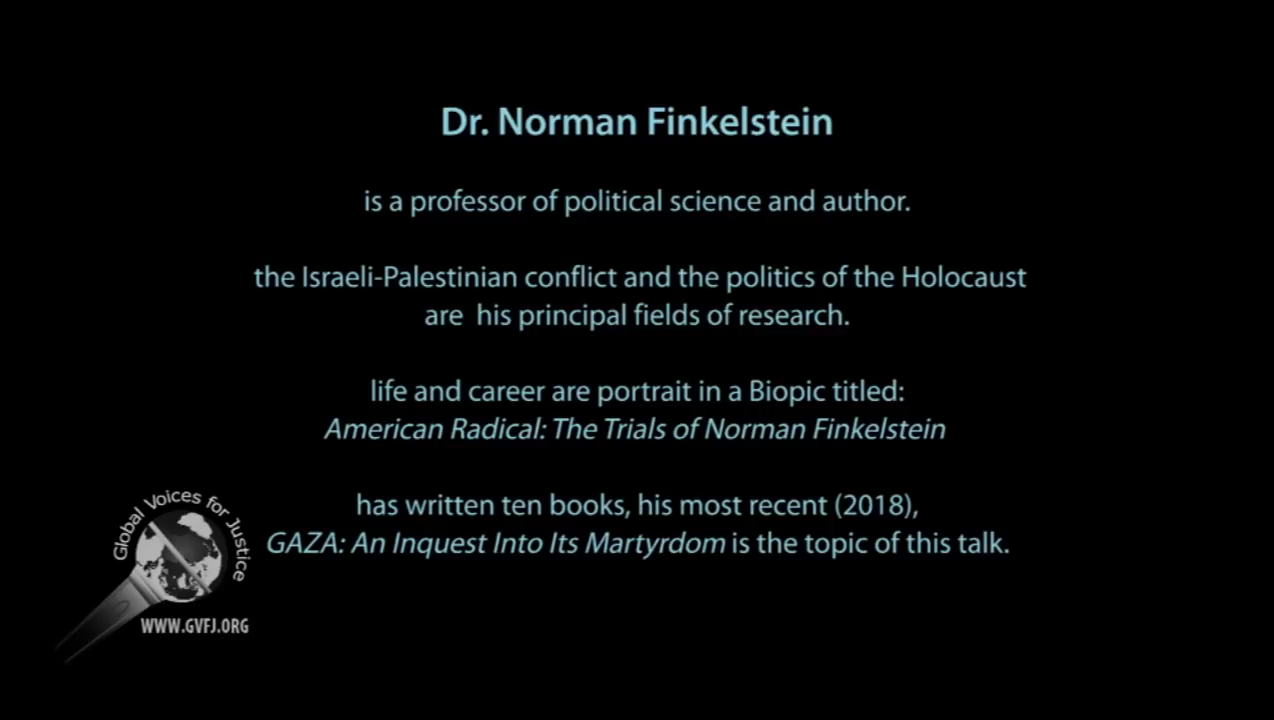 Dr. Norman Finkelstein
is a professor of political science and author.
the Israeli-Palestinian conflict and the politics of the Holocaust
are his principal fields of research.
life and career are portrait in a Biopic titled:
American Radical: The Trials of Norman Finkelstein
has written ten books, his most recent (2018),
GAZA: An Inquest Into Its Martyrdom is the topic of this talk.
Global Voices for Justice
WWW.GVFJ.ORG